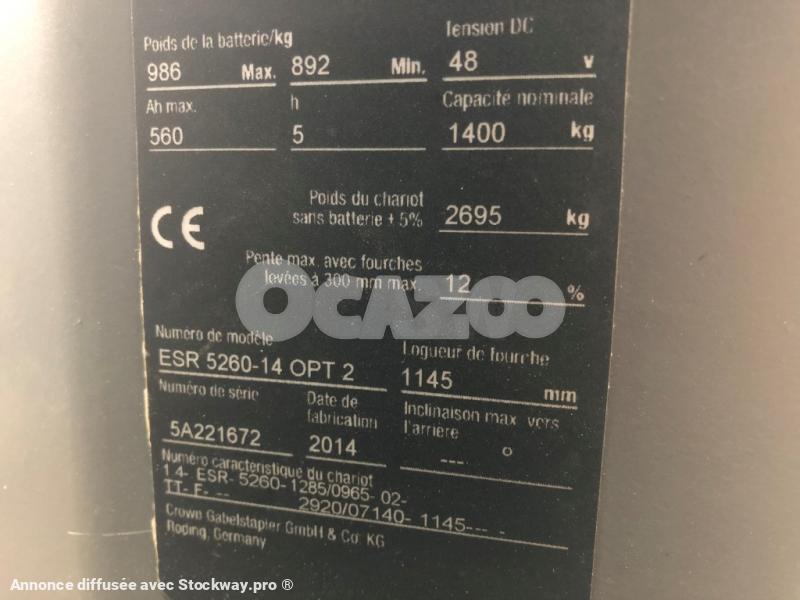 Poids de la batterie/kg
Tension DC
986 Max. 892 Min. 48 v
Ah max. h Capacité nominale
560 5 1400 kg
Poids du chariot
sans batterie ± 5% 2695 kg
CE
Pente max. avec fourches
levées à 300 mm max. 12 %
OCAZOO
Numéro de modèle Logueur de fourche
ESR 5260-14 OPT 2 1145 mm
Numéro de série Date de fabrication Inclinaison max. vers l'arrière
5A221672 2014 --- °
Numéro caracteristique du chariot
1.4- ESR- 5260-1285/0965- 02-
TT- F- -- 2920/07140- 1145--- -
Crown Gabelstapler GmbH & Co. KG
Roding, Germany
Annonce diffusée avec Stockway.pro ®